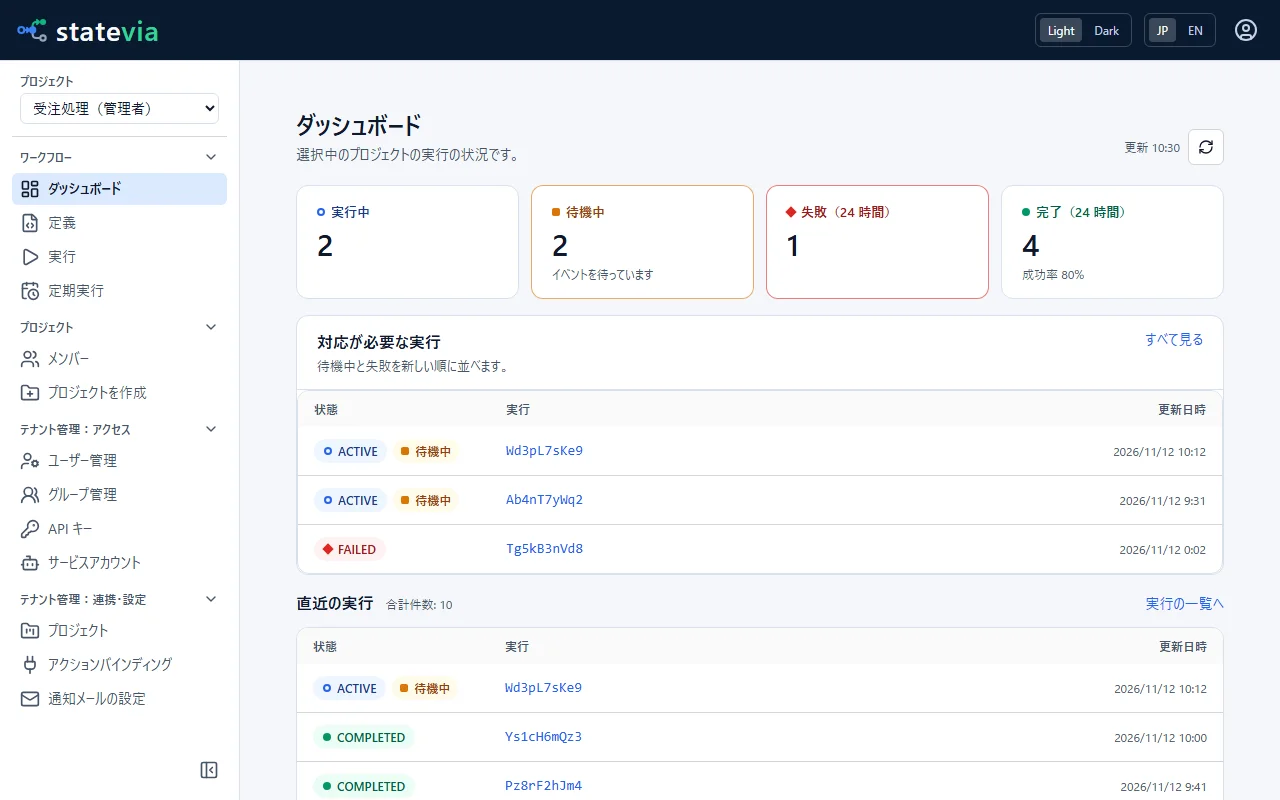 statevia
Light Dark JP EN
プロジェクト
受注処理（管理者）
ワークフロー
ダッシュボード
定義
実行
定期実行
プロジェクト
メンバー
プロジェクトを作成
テナント管理：アクセス
ユーザー管理
グループ管理
API キー
サービスアカウント
テナント管理：連携・設定
プロジェクト
アクションバインディング
通知メールの設定
ダッシュボード
選択中のプロジェクトの実行の状況です。
更新 10:30
実行中
2
待機中
2
イベントを待っています
失敗（24 時間）
1
完了（24 時間）
4
成功率 80%
対応が必要な実行
すべて見る
待機中と失敗を新しい順に並べます。
状態 実行 更新日時
ACTIVE 待機中 Wd3pL7sKe9 2026/11/12 10:12
ACTIVE 待機中 Ab4nT7yWq2 2026/11/12 9:31
FAILED Tg5kB3nVd8 2026/11/12 0:02
直近の実行 合計件数: 10 実行の一覧へ
状態 実行 更新日時
ACTIVE 待機中 Wd3pL7sKe9 2026/11/12 10:12
COMPLETED Ys1cH6mQz3 2026/11/12 10:00
COMPLETED Pz8rF2hJm4 2026/11/12 9:41